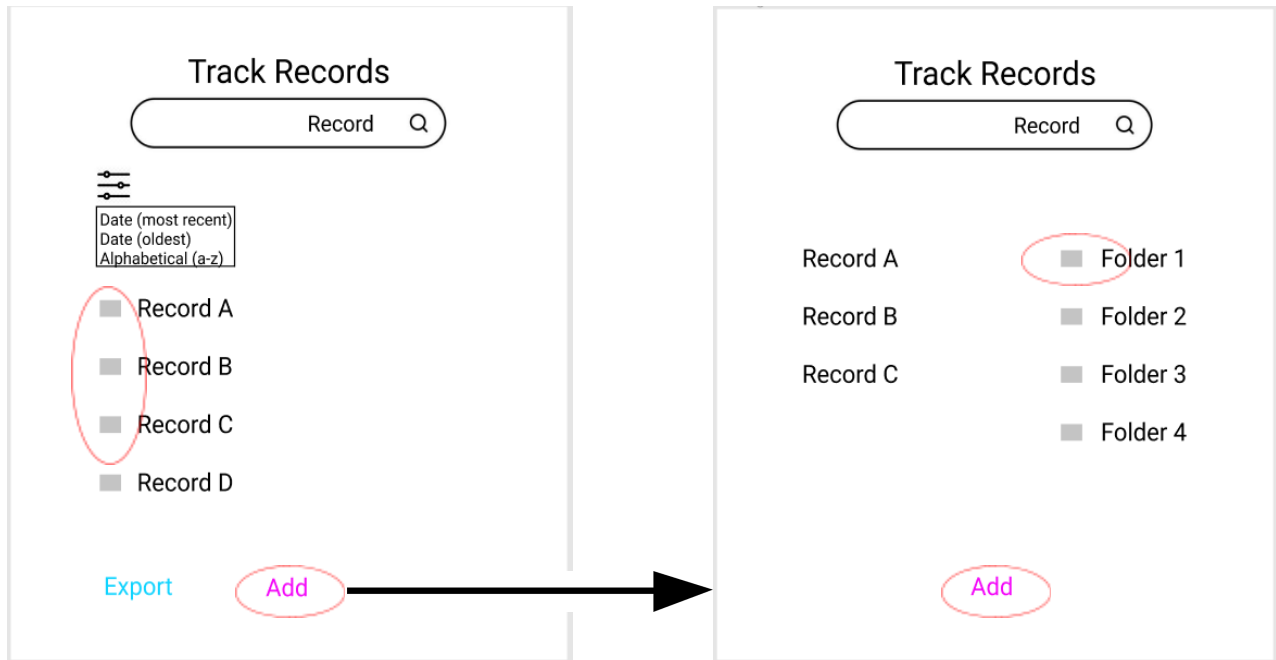 Track Records
Record
Date (most recent)
Date (oldest)
Alphabetical (a-z)
Record A
Record B
Record C
Record D
Export
Add
Track Records
Record
Record A
Folder 1
Record B
Folder 2
Record C
Folder 3
Folder 4
Add